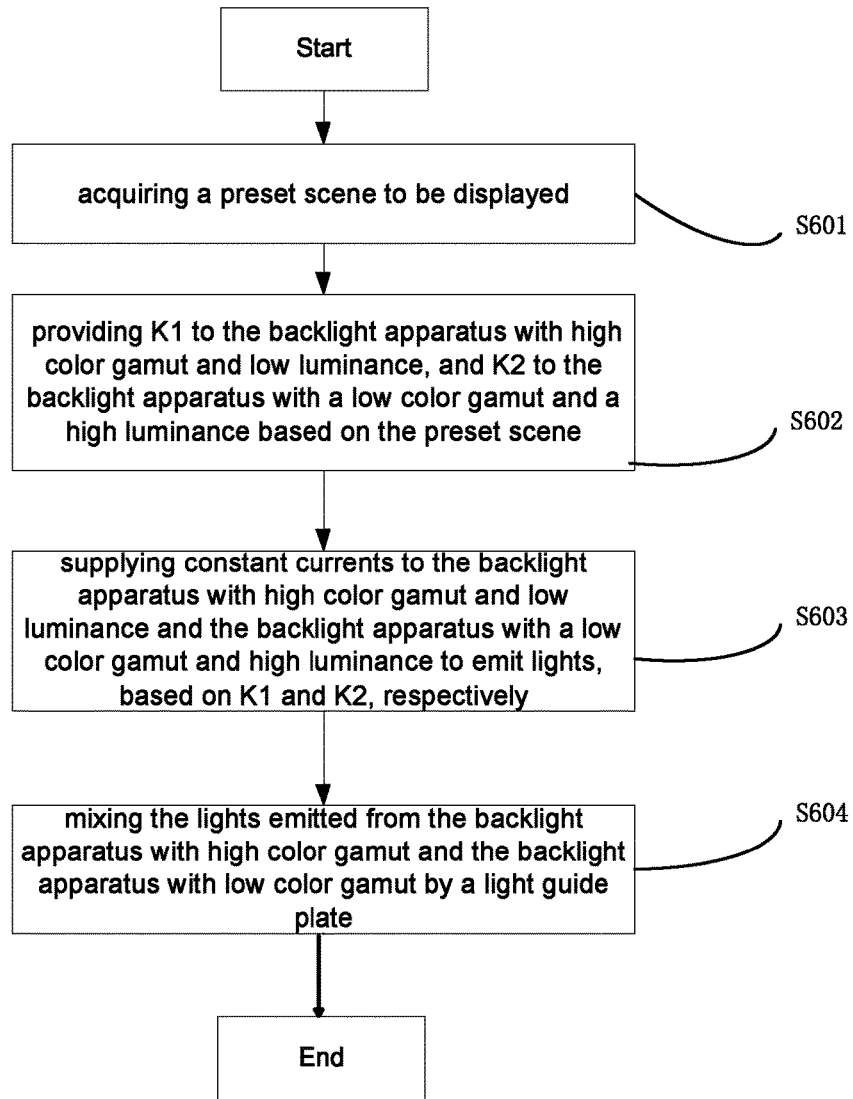 Start
acquiring a preset scene to be displayed
S601
providing K1 to the backlight apparatus with high
color gamut and low luminance, and K2 to the
backlight apparatus with a low color gamut and a
high luminance based on the preset scene
S602
supplying constant currents to the backlight
apparatus with high color gamut and low
luminance and the backlight apparatus with a low
color gamut and high luminance to emit lights,
based on K1 and K2, respectively
S603
mixing the lights emitted from the backlight
apparatus with high color gamut and the backlight
apparatus with low color gamut by a light guide
plate
S604
End